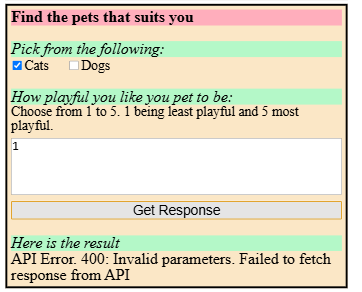 Find the pets that suits you
Pick from the following:
Cats Dogs
How playful you like you pet to be:
Choose from 1 to 5. 1 being least playful and 5 most
playful.
1
Get Response
Here is the result
API Error. 400: Invalid parameters. Failed to fetch
response from API